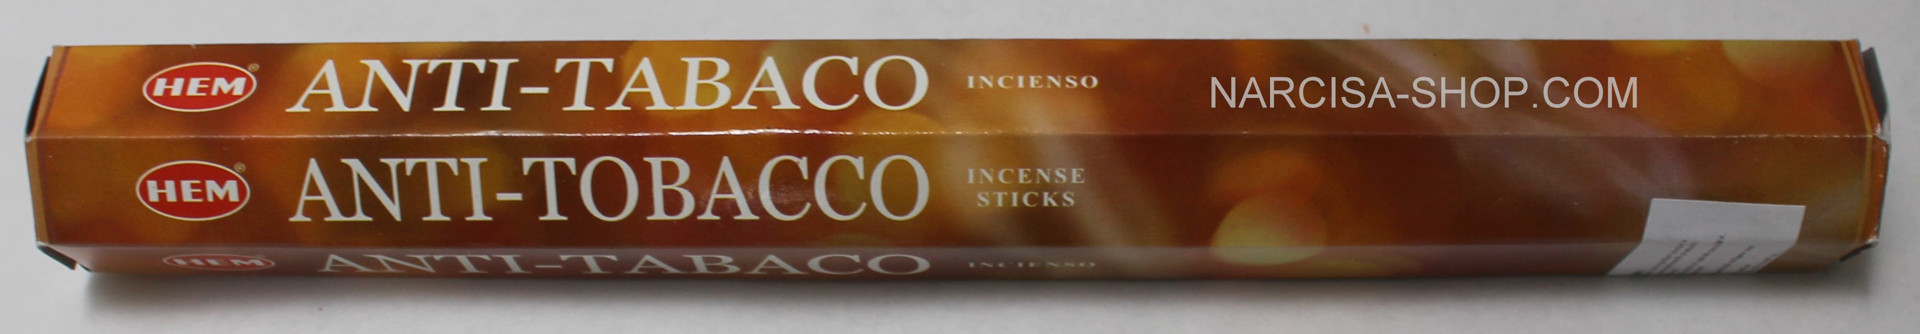 HEM® ANTI-TABACO INCIENSO
NARCISA-SHOP.COM
HEM® ANTI-TOBACCO INCENSE
STICKS
HEM ANTI-TABACO INCIENSO